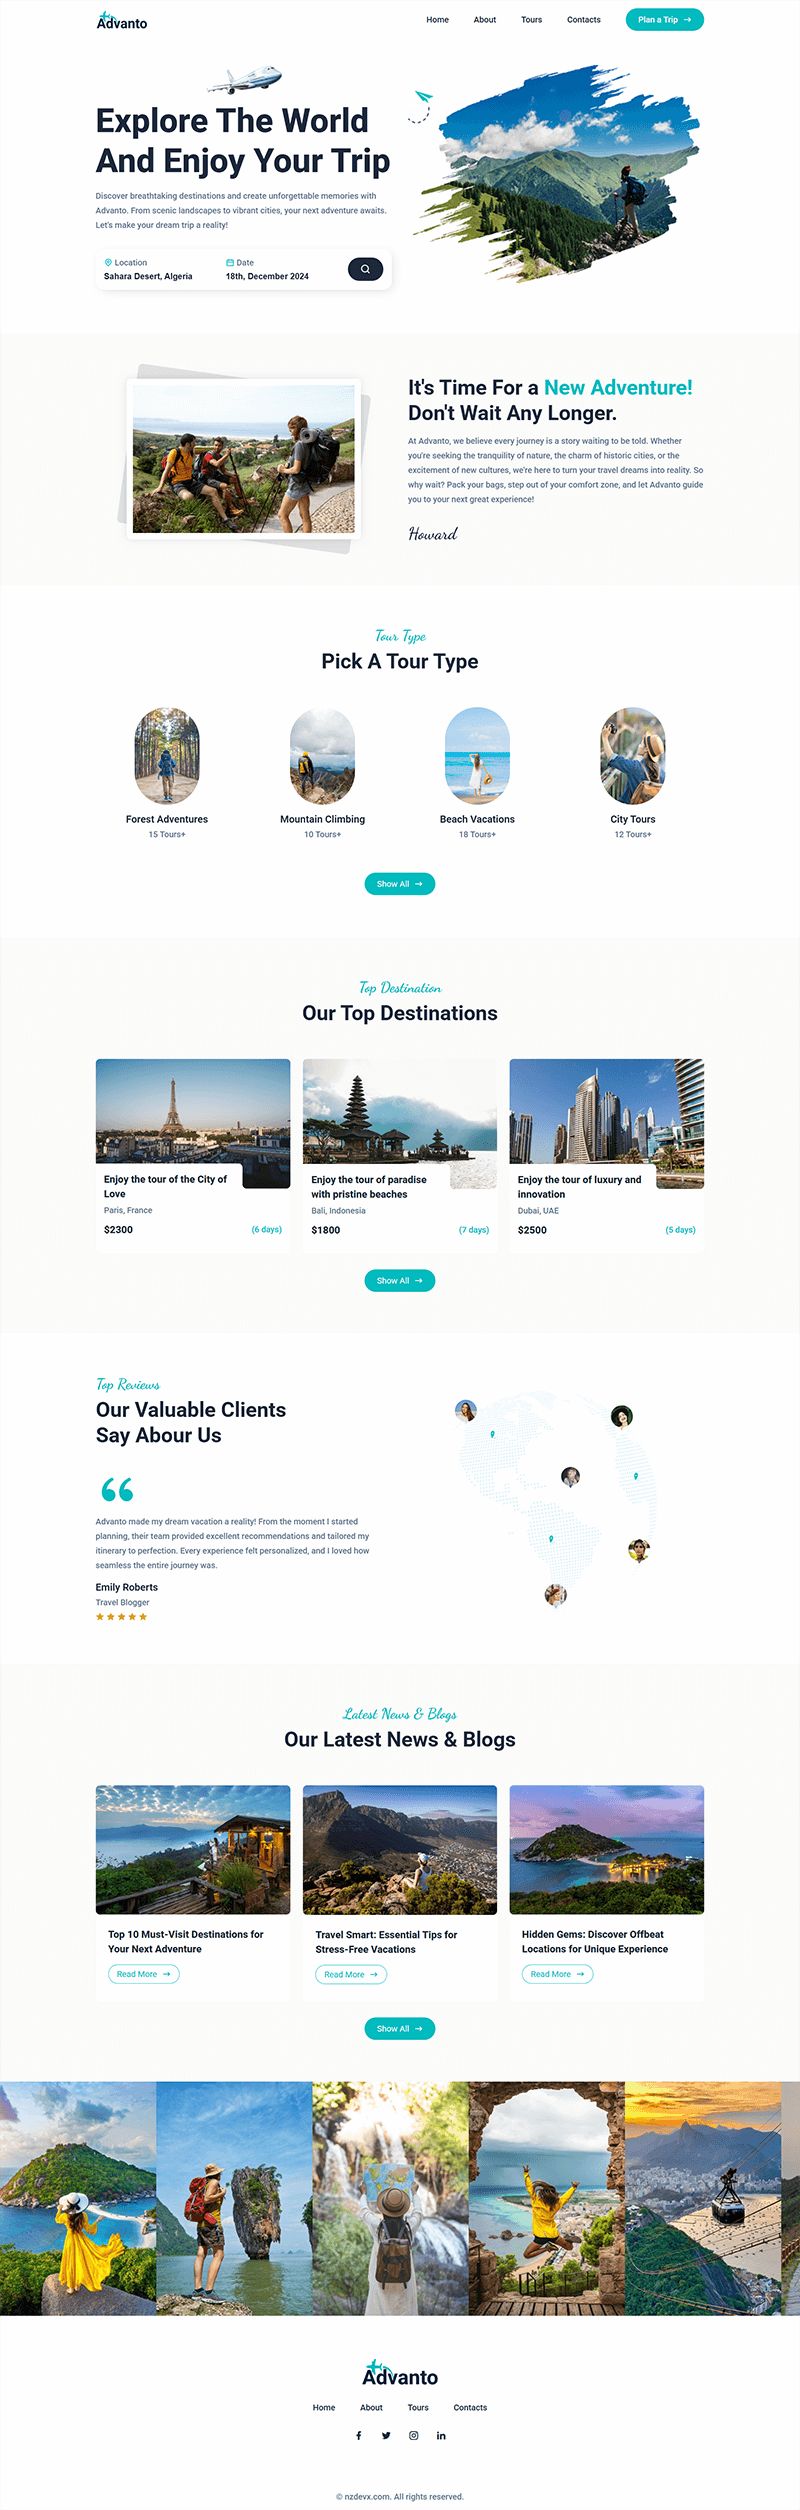 Advanto
Home About Tours Contacts Plan a Trip
Explore The World
And Enjoy Your Trip
Discover breathtaking destinations and create unforgettable memories with
Advanto. From scenic landscapes to vibrant cities, your next adventure awaits.
Let's make your dream trip a reality!
Location Date
Sahara Desert, Algeria 18th, December 2024
It's Time For a New Adventure!
Don't Wait Any Longer.
At Advanto, we believe every journey is a story waiting to be told. Whether
you're seeking the tranquility of nature, the charm of historic cities, or the
excitement of new cultures, we're here to turn your travel dreams into reality. So
why wait? Pack your bags, step out of your comfort zone, and let Advanto guide
you to your next great experience!
Howard
Tour Type
Pick A Tour Type
Forest Adventures Mountain Climbing Beach Vacations City Tours
15 Tours+ 10 Tours+ 18 Tours+ 12 Tours+
Show All
Top Destination
Our Top Destinations
Enjoy the tour of the City of
Love
Paris, France
$2300 (6 days)
Enjoy the tour of paradise
with pristine beaches
Bali, Indonesia
$1800 (7 days)
Enjoy the tour of luxury and
innovation
Dubai, UAE
$2500 (5 days)
Show All
Top Reviews
Our Valuable Clients
Say Abour Us
Advanto made my dream vacation a reality! From the moment I started
planning, their team provided excellent recommendations and tailored my
itinerary to perfection. Every experience felt personalized, and I loved how
seamless the entire journey was.
Emily Roberts
Travel Blogger
Latest News & Blogs
Our Latest News & Blogs
Top 10 Must-Visit Destinations for
Your Next Adventure
Read More
Travel Smart: Essential Tips for
Stress-Free Vacations
Read More
Hidden Gems: Discover Offbeat
Locations for Unique Experience
Read More
Show All
Advanto
Home About Tours Contacts
© nzdevx.com. All rights reserved.